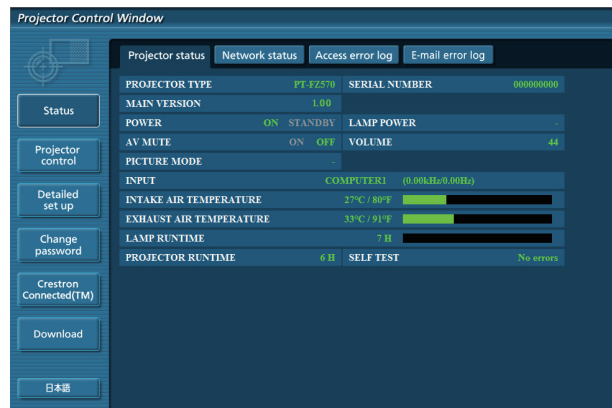 Projector Control Window
Projector status Network status Access error log E-mail error log
Status
Projector control
Detailed set up
Change password
Crestron Connected(TM)
Download
日本語
PROJECTOR TYPE PT-FZ570 SERIAL NUMBER 000000000
MAIN VERSION 1.00
POWER ON STANDBY LAMP POWER -
AV MUTE ON OFF VOLUME 44
PICTURE MODE -
INPUT COMPUTER1 (0.00kHz/0.00Hz)
INTAKE AIR TEMPERATURE 27°C / 80°F
EXHAUST AIR TEMPERATURE 33°C / 91°F
LAMP RUNTIME 7 H
PROJECTOR RUNTIME 6 H SELF TEST No errors